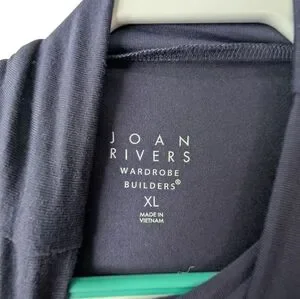 JOAN
RIVERS
WARDROBE
BUILDERS®
XL
MADE IN
VIETNAM